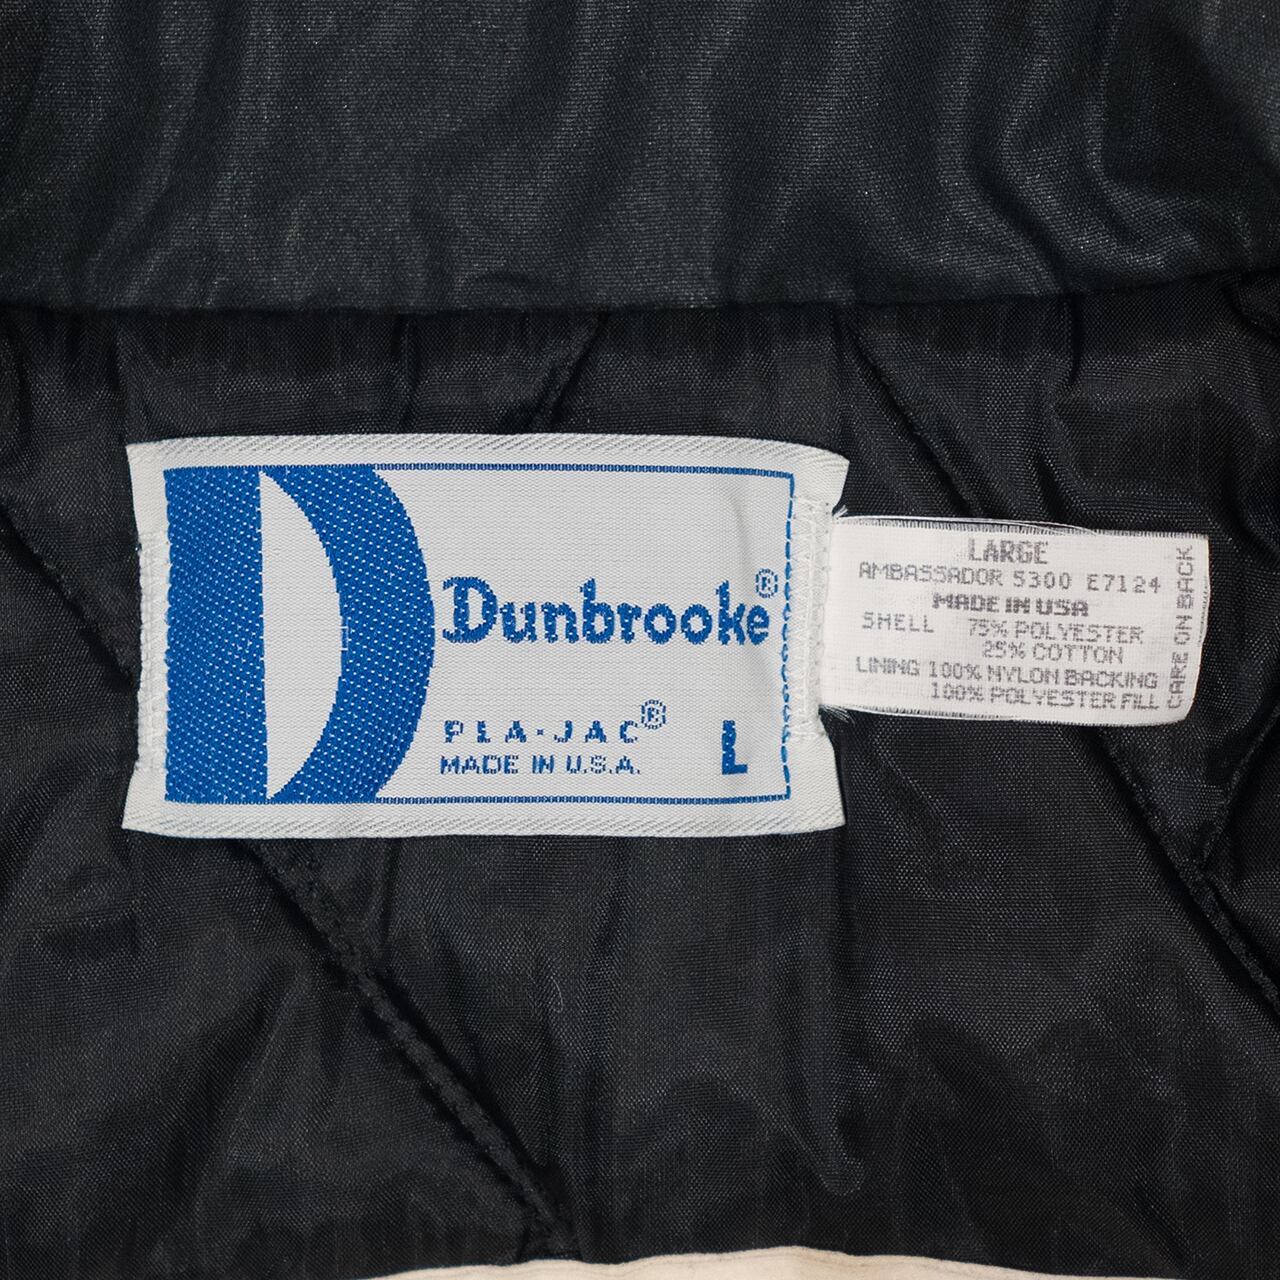 Dunbrooke®
PLA-JAC®
MADE IN U.S.A.
L
LARGE
AMBASSADOR 5300 E7124
MADE IN USA
SHELL 75% POLYESTER
25% COTTON
LINING 100% NYLON BACKING
100% POLYESTER FILL
CARE ON BACK